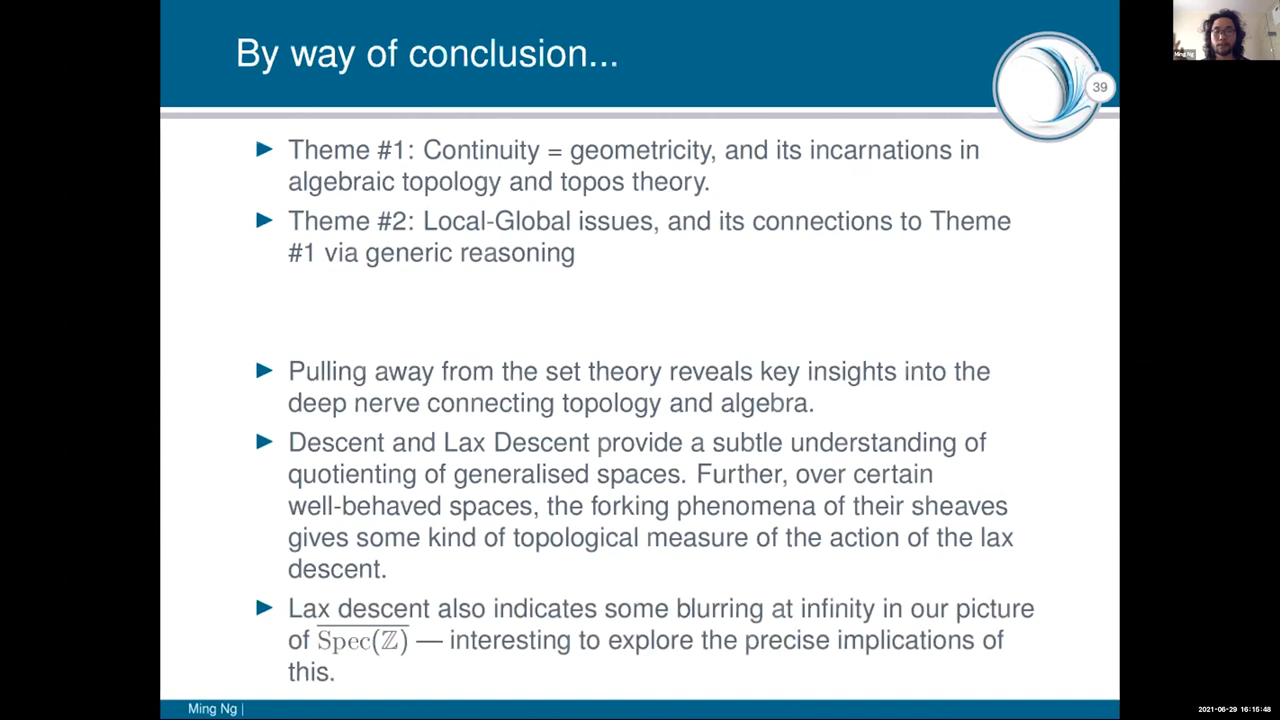 By way of conclusion...
39
Ming Ng
► Theme #1: Continuity = geometricity, and its incarnations in
algebraic topology and topos theory.
► Theme #2: Local-Global issues, and its connections to Theme
#1 via generic reasoning
► Pulling away from the set theory reveals key insights into the
deep nerve connecting topology and algebra.
► Descent and Lax Descent provide a subtle understanding of
quotienting of generalised spaces. Further, over certain
well-behaved spaces, the forking phenomena of their sheaves
gives some kind of topological measure of the action of the lax
descent.
► Lax descent also indicates some blurring at infinity in our picture
of \overline{Spec(ℤ)} — interesting to explore the precise implications of
this.
Ming Ng |
2021-06-29 16:15:48